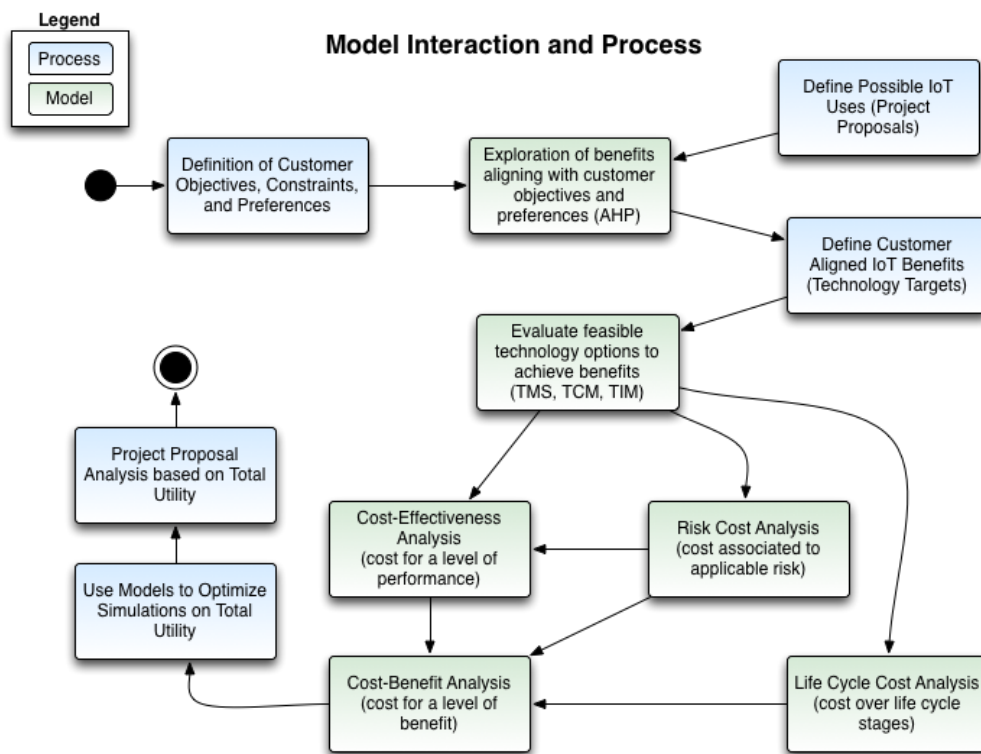 Legend
Process
Model
Model Interaction and Process
Define Possible IoT
Uses (Project
Proposals)
Definition of Customer
Objectives, Constraints,
and Preferences
Exploration of benefits
aligning with customer
objectives and
preferences (AHP)
Define Customer
Aligned IoT Benefits
(Technology Targets)
Evaluate feasible
technology options to
achieve benefits
(TMS, TCM, TIM)
Project Proposal
Analysis based on Total
Utility
Cost-Effectiveness
Analysis
(cost for a level of
performance)
Risk Cost Analysis
(cost associated to
applicable risk)
Use Models to Optimize
Simulations on Total
Utility
Cost-Benefit Analysis
(cost for a level of
benefit)
Life Cycle Cost Analysis
(cost over life cycle
stages)